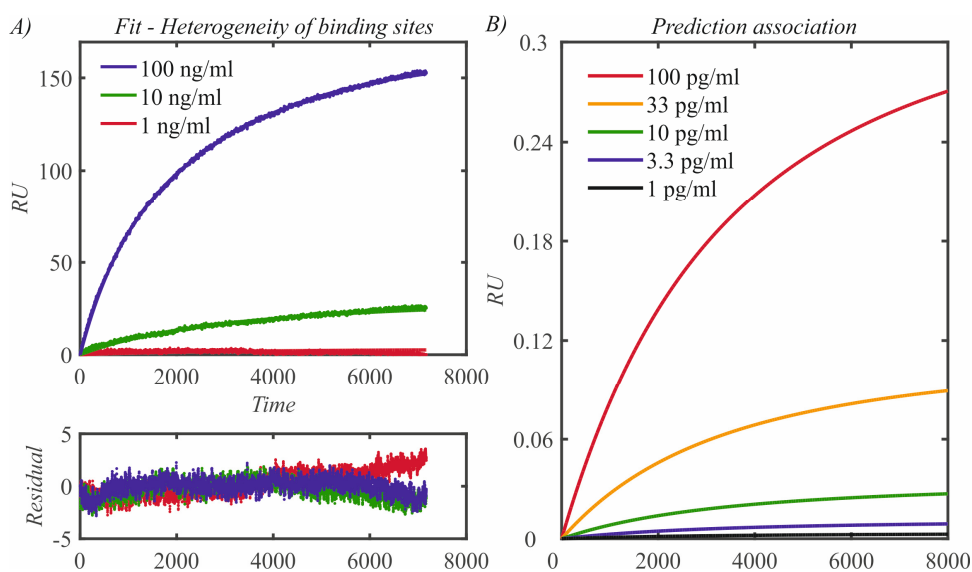 A) Fit - Heterogeneity of binding sites
150
100
50
0
RU
100 ng/ml
10 ng/ml
1 ng/ml
0 2000 4000 6000 8000
Time
5
0
-5
Residual
0 2000 4000 6000 8000
B) Prediction association
0.3
0.24
0.18
0.12
0.06
0
RU
100 pg/ml
33 pg/ml
10 pg/ml
3.3 pg/ml
1 pg/ml
0 2000 4000 6000 8000